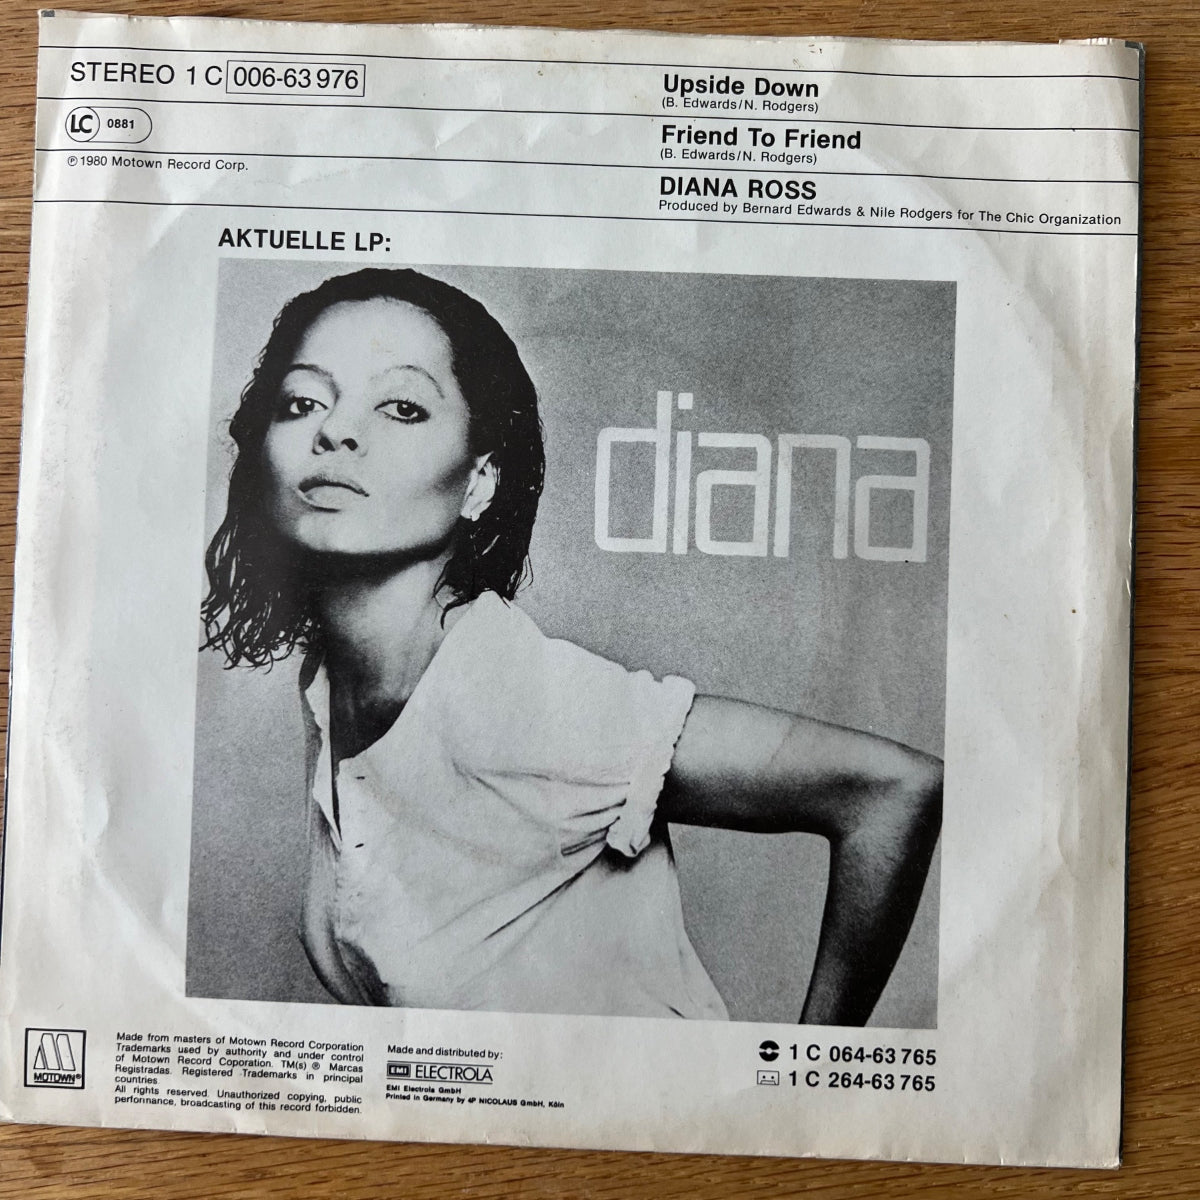 STEREO 1 C 006-63 976
LC 0881
℗ 1980 Motown Record Corp.
Upside Down
(B. Edwards/N. Rodgers)
Friend To Friend
(B. Edwards/N. Rodgers)
DIANA ROSS
Produced by Bernard Edwards & Nile Rodgers for The Chic Organization
AKTUELLE LP:
diana
MOTOWN®
Made from masters of Motown Record Corporation
Trademarks used by authority and under control
of Motown Record Coporation. TM(s) ® Marcas
Registradas. Registered Trademarks in principal
countries
All rights reserved. Unauthorized copying, public
performance, broadcasting of this record forbidden.
Made and distributed by:
EMI ELECTROLA
EMI Electrola GmbH
Printed in Germany by 4P NICOLAUS GmbH, Köln
1 C 064-63 765
1 C 264-63 765